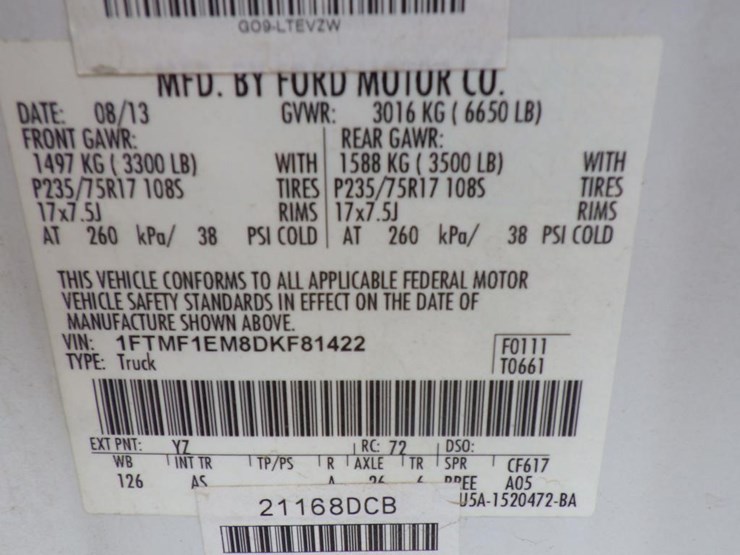 GO9-LTEVZW
MFD. BY FORD MOTOR CO.
DATE: 08/13 GVWR: 3016 KG ( 6650 LB)
FRONT GAWR: REAR GAWR:
1497 KG ( 3300 LB) WITH 1588 KG ( 3500 LB) WITH
P235/75R17 108S TIRES P235/75R17 108S TIRES
17x7.5J RIMS 17x7.5J RIMS
AT 260 kPa/ 38 PSI COLD AT 260 kPa/ 38 PSI COLD
THIS VEHICLE CONFORMS TO ALL APPLICABLE FEDERAL MOTOR
VEHICLE SAFETY STANDARDS IN EFFECT ON THE DATE OF
MANUFACTURE SHOWN ABOVE.
VIN: 1FTMF1EM8DKF81422 F0111
TYPE: Truck T0661
EXT PNT: YZ RC: 72 DSO:
WB INT TR TP/PS R AXLE TR SPR CF617
126 AS A 26 6 PPEE A05
U5A-1520472-BA
21168DCB